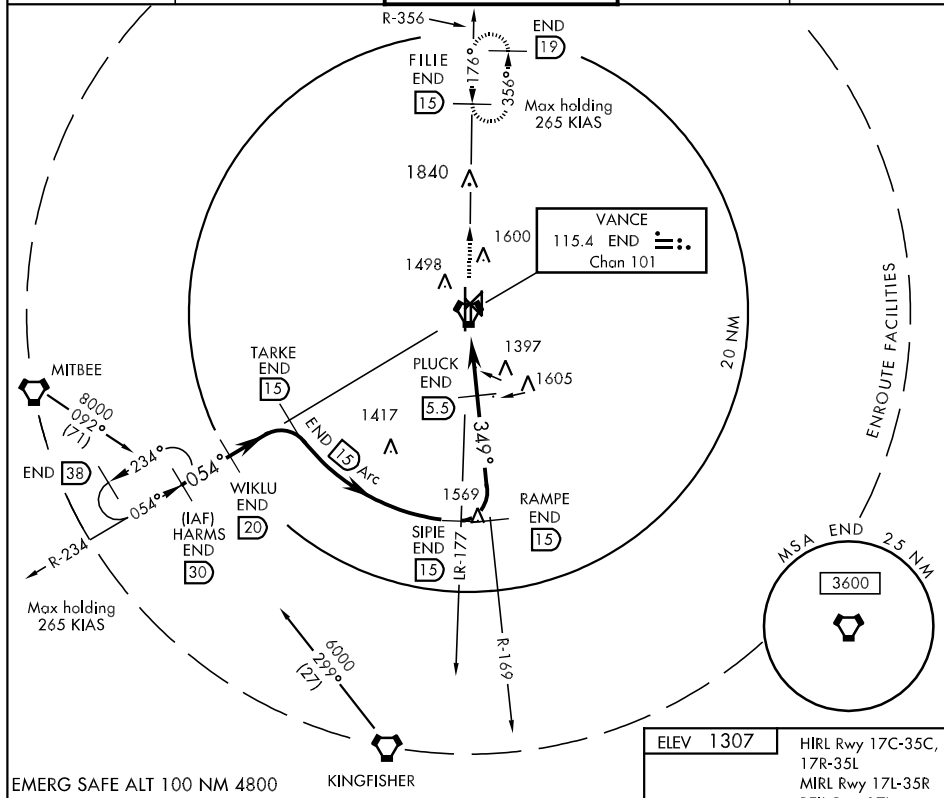 R-356
END
19
FILIE
END
15
176°
356°
Max holding
265 KIAS
1840
VANCE
115.4 END
Chan 101
1600
1498
ENROUTE FACILITIES
20 NM
TARKE
END
15
PLUCK
END
5.5
1397
1605
MITBEE
8000
092°
(71)
1417
END 15 Arc
349°
END 38
234°
054°
054°
WIKLU
END
20
(IAF)
HARMS
END
30
R-234
1569
SIPIE
END
15
RAMPE
END
15
LR-177
R-169
MSA END 25 NM
3600
Max holding
265 KIAS
6000
299°
(27)
KINGFISHER
EMERG SAFE ALT 100 NM 4800
ELEV 1307
HIRL Rwy 17C-35C,
17R-35L
MIRL Rwy 17L-35R